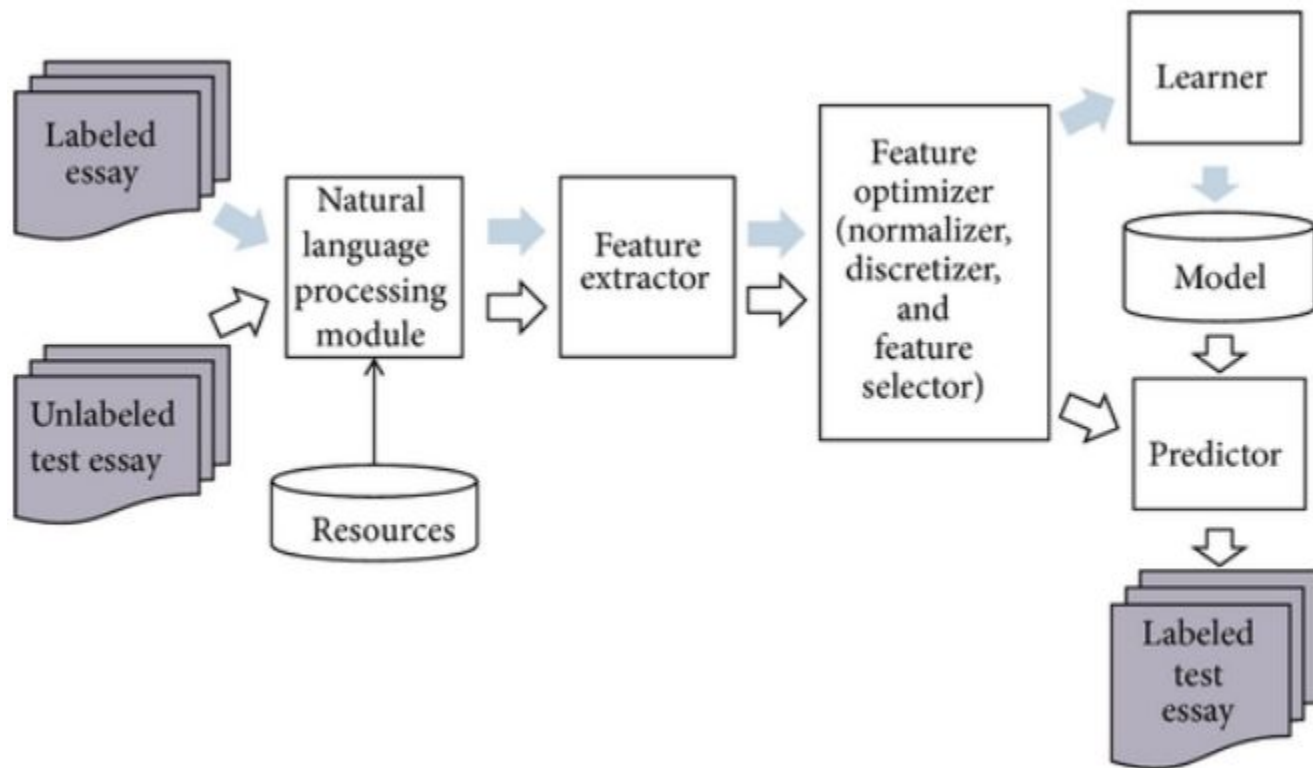 Labeled
essay
Unlabeled
test essay
Natural
language
processing
module
Resources
Feature
extractor
Feature
optimizer
(normalizer,
discretizer,
and
feature
selector)
Learner
Model
Predictor
Labeled
test
essay